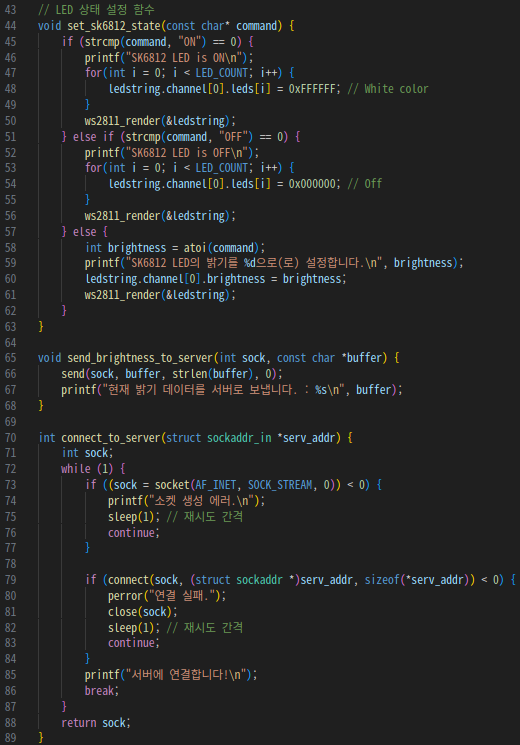 43 // LED 상태 설정 함수
44 void set_sk6812_state(const char* command) {
45     if (strcmp(command, "ON") == 0) {
46         printf("SK6812 LED is ON\n");
47         for(int i = 0; i < LED_COUNT; i++) {
48             ledstring.channel[0].leds[i] = 0xFFFFFF; // White color
49         }
50         ws2811_render(&ledstring);
51     } else if (strcmp(command, "OFF") == 0) {
52         printf("SK6812 LED is OFF\n");
53         for(int i = 0; i < LED_COUNT; i++) {
54             ledstring.channel[0].leds[i] = 0x000000; // Off
55         }
56         ws2811_render(&ledstring);
57     } else {
58         int brightness = atoi(command);
59         printf("SK6812 LED의 밝기를 %d으로(로) 설정합니다.\n", brightness);
60         ledstring.channel[0].brightness = brightness;
61         ws2811_render(&ledstring);
62     }
63 }
64
65 void send_brightness_to_server(int sock, const char *buffer) {
66     send(sock, buffer, strlen(buffer), 0);
67     printf("현재 밝기 데이터를 서버로 보냅니다. : %s\n", buffer);
68 }
69
70 int connect_to_server(struct sockaddr_in *serv_addr) {
71     int sock;
72     while (1) {
73         if ((sock = socket(AF_INET, SOCK_STREAM, 0)) < 0) {
74             printf("소켓 생성 에러.\n");
75             sleep(1); // 재시도 간격
76             continue;
77         }
78
79         if (connect(sock, (struct sockaddr *)serv_addr, sizeof(*serv_addr)) < 0) {
80             perror("연결 실패.");
81             close(sock);
82             sleep(1); // 재시도 간격
83             continue;
84         }
85         printf("서버에 연결합니다!\n");
86         break;
87     }
88     return sock;
89 }